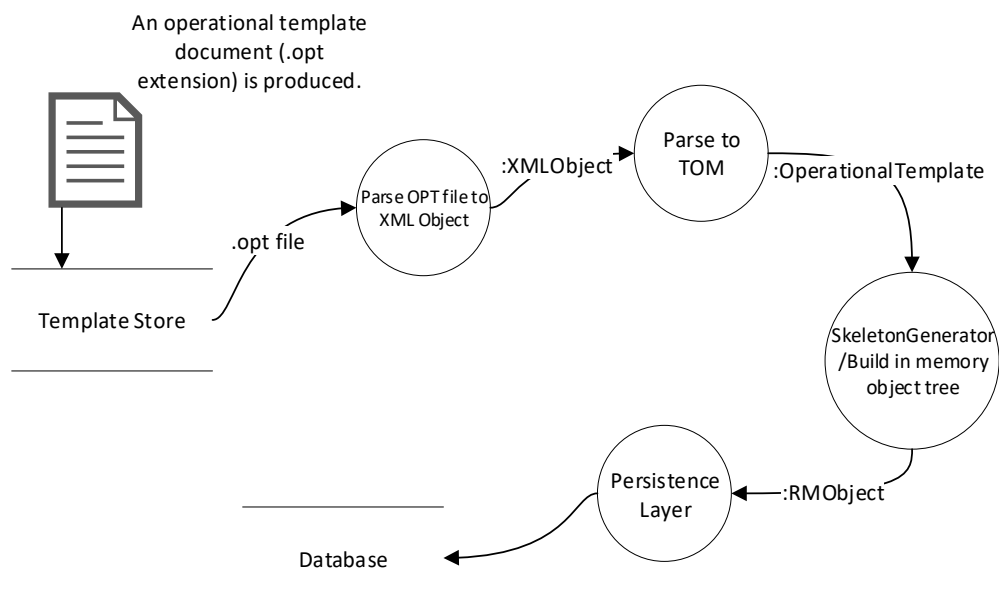 An operational template
document (.opt
extension) is produced.
Parse to
TOM
:XMLObject
:OperationalTemplate
Parse OPT file to
XML Object
.opt file
Template Store
SkeletonGenerator
/Build in memory
object tree
Persistence
Layer
:RMObject
Database